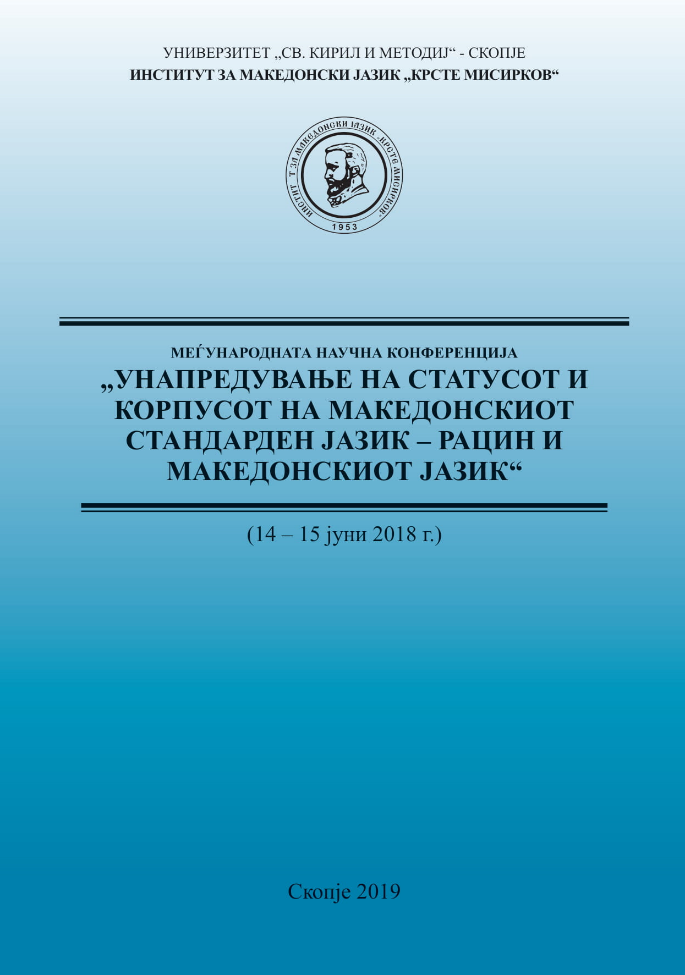 УНИВЕРЗИТЕТ „СВ. КИРИЛ И МЕТОДИЈ“ - СКОПЈЕ
ИНСТИТУТ ЗА МАКЕДОНСКИ ЈАЗИК „КРСТЕ МИСИРКОВ“
ИНСТИТ Т ЗА МАКЕДОНСКИ ЈАЗИК „КРСТЕ МИСИРКОВ“
1953
МЕЃУНАРОДНАТА НАУЧНА КОНФЕРЕНЦИЈА
„УНАПРЕДУВАЊЕ НА СТАТУСОТ И
КОРПУСОТ НА МАКЕДОНСКИОТ
СТАНДАРДЕН ЈАЗИК – РАЦИН И
МАКЕДОНСКИОТ ЈАЗИК“
(14 – 15 јуни 2018 г.)
Скопје 2019